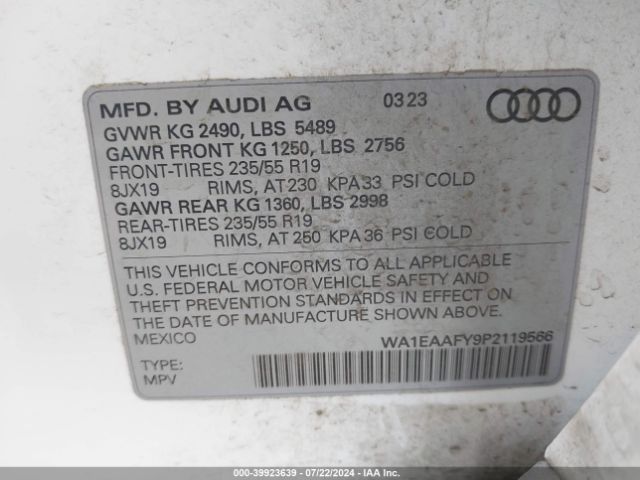 MFD. BY AUDI AG 03 23
GVWR KG 2490, LBS 5489
GAWR FRONT KG 1250, LBS 2756
FRONT-TIRES 235/55 R19
8JX19 RIMS, AT 230 KPA 33 PSI COLD
GAWR REAR KG 1360, LBS 2998
REAR-TIRES 235/55 R19
8JX19 RIMS, AT 250 KPA 36 PSI COLD
THIS VEHICLE CONFORMS TO ALL APPLICABLE
U.S. FEDERAL MOTOR VEHICLE SAFETY AND
THEFT PREVENTION STANDARDS IN EFFECT ON
THE DATE OF MANUFACTURE SHOWN ABOVE.
MEXICO WA1EAAFY9P2119566
TYPE:
MPV
000-39923639 - 07/22/2024 - IAAI.COM